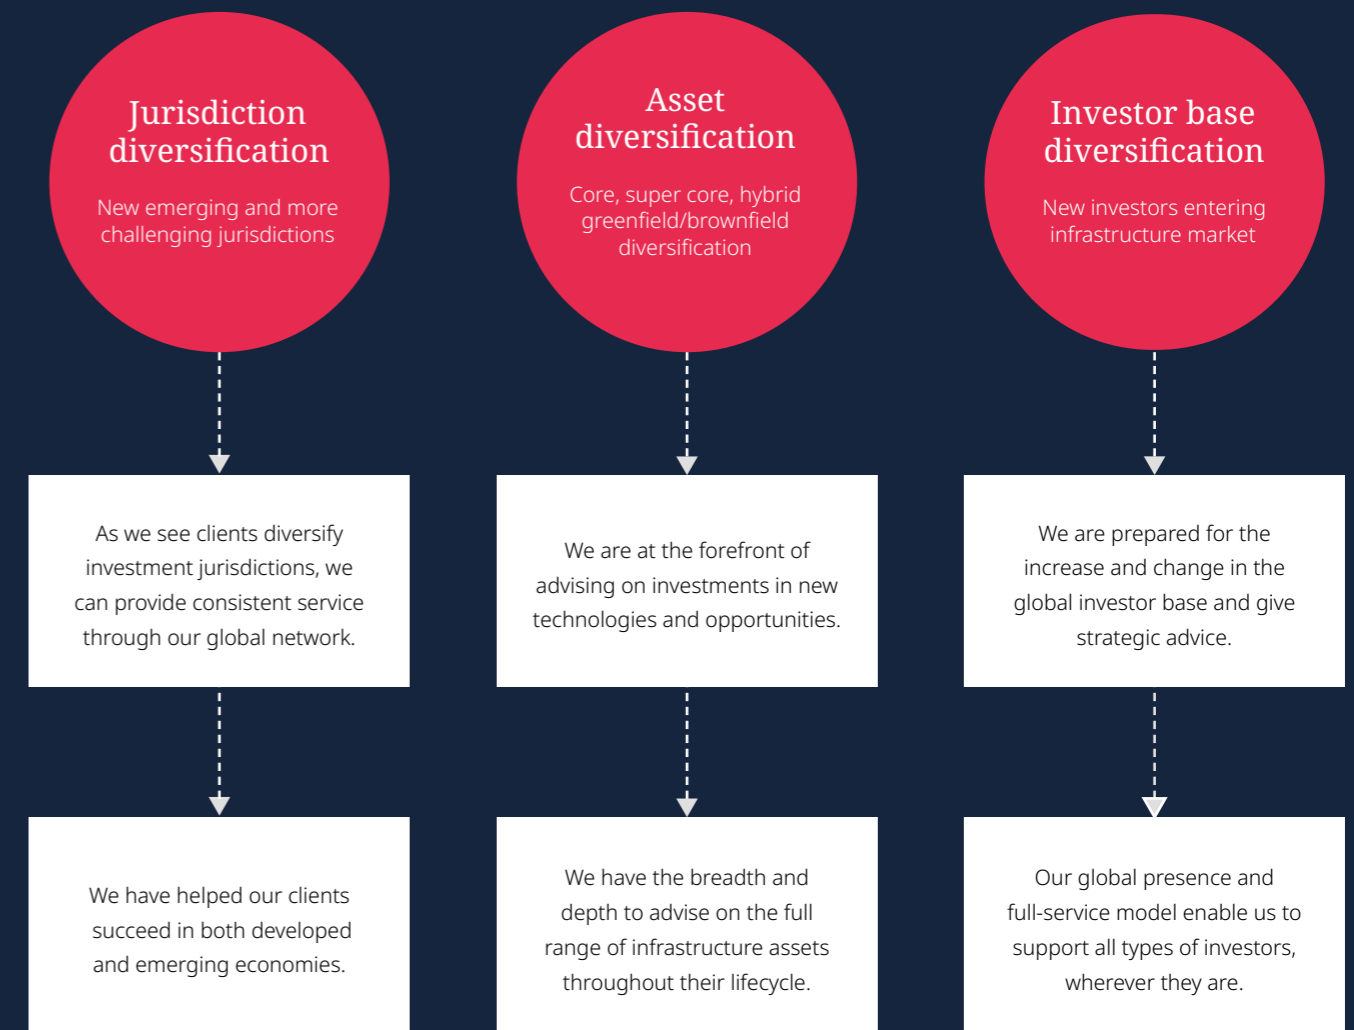 Jurisdiction
diversification
New emerging and more
challenging jurisdictions
As we see clients diversify
investment jurisdictions, we
can provide consistent service
through our global network.
We have helped our clients
succeed in both developed
and emerging economies.
Asset
diversification
Core, super core, hybrid
greenfield/brownfield
diversification
We are at the forefront of
advising on investments in new
technologies and opportunities.
We have the breadth and
depth to advise on the full
range of infrastructure assets
throughout their lifecycle.
Investor base
diversification
New investors entering
infrastructure market
We are prepared for the
increase and change in the
global investor base and give
strategic advice.
Our global presence and
full-service model enable us to
support all types of investors,
wherever they are.